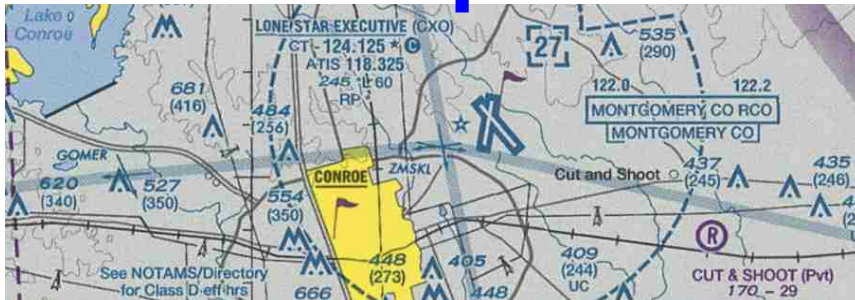 Lake
Conroe
LONE STAR EXECUTIVE (CXO)
CT - 124.125 * C
ATIS 118.325
245 *L 60
RP
27
535
(290)
681
(416)
484
(256)
122.0 122.2
MONTGOMERY CO RCO
MONTGOMERY CO
GOMER
CONROE
ZMSKL
Cut and Shoot
437
(245)
435
(246)
620
(340)
527
(350)
554
(350)
R
448
(273)
405
409
(244)
UC
See NOTAMS/Directory
for Class D eff hrs
666
448
CUT & SHOOT (Pvt)
170 - 29